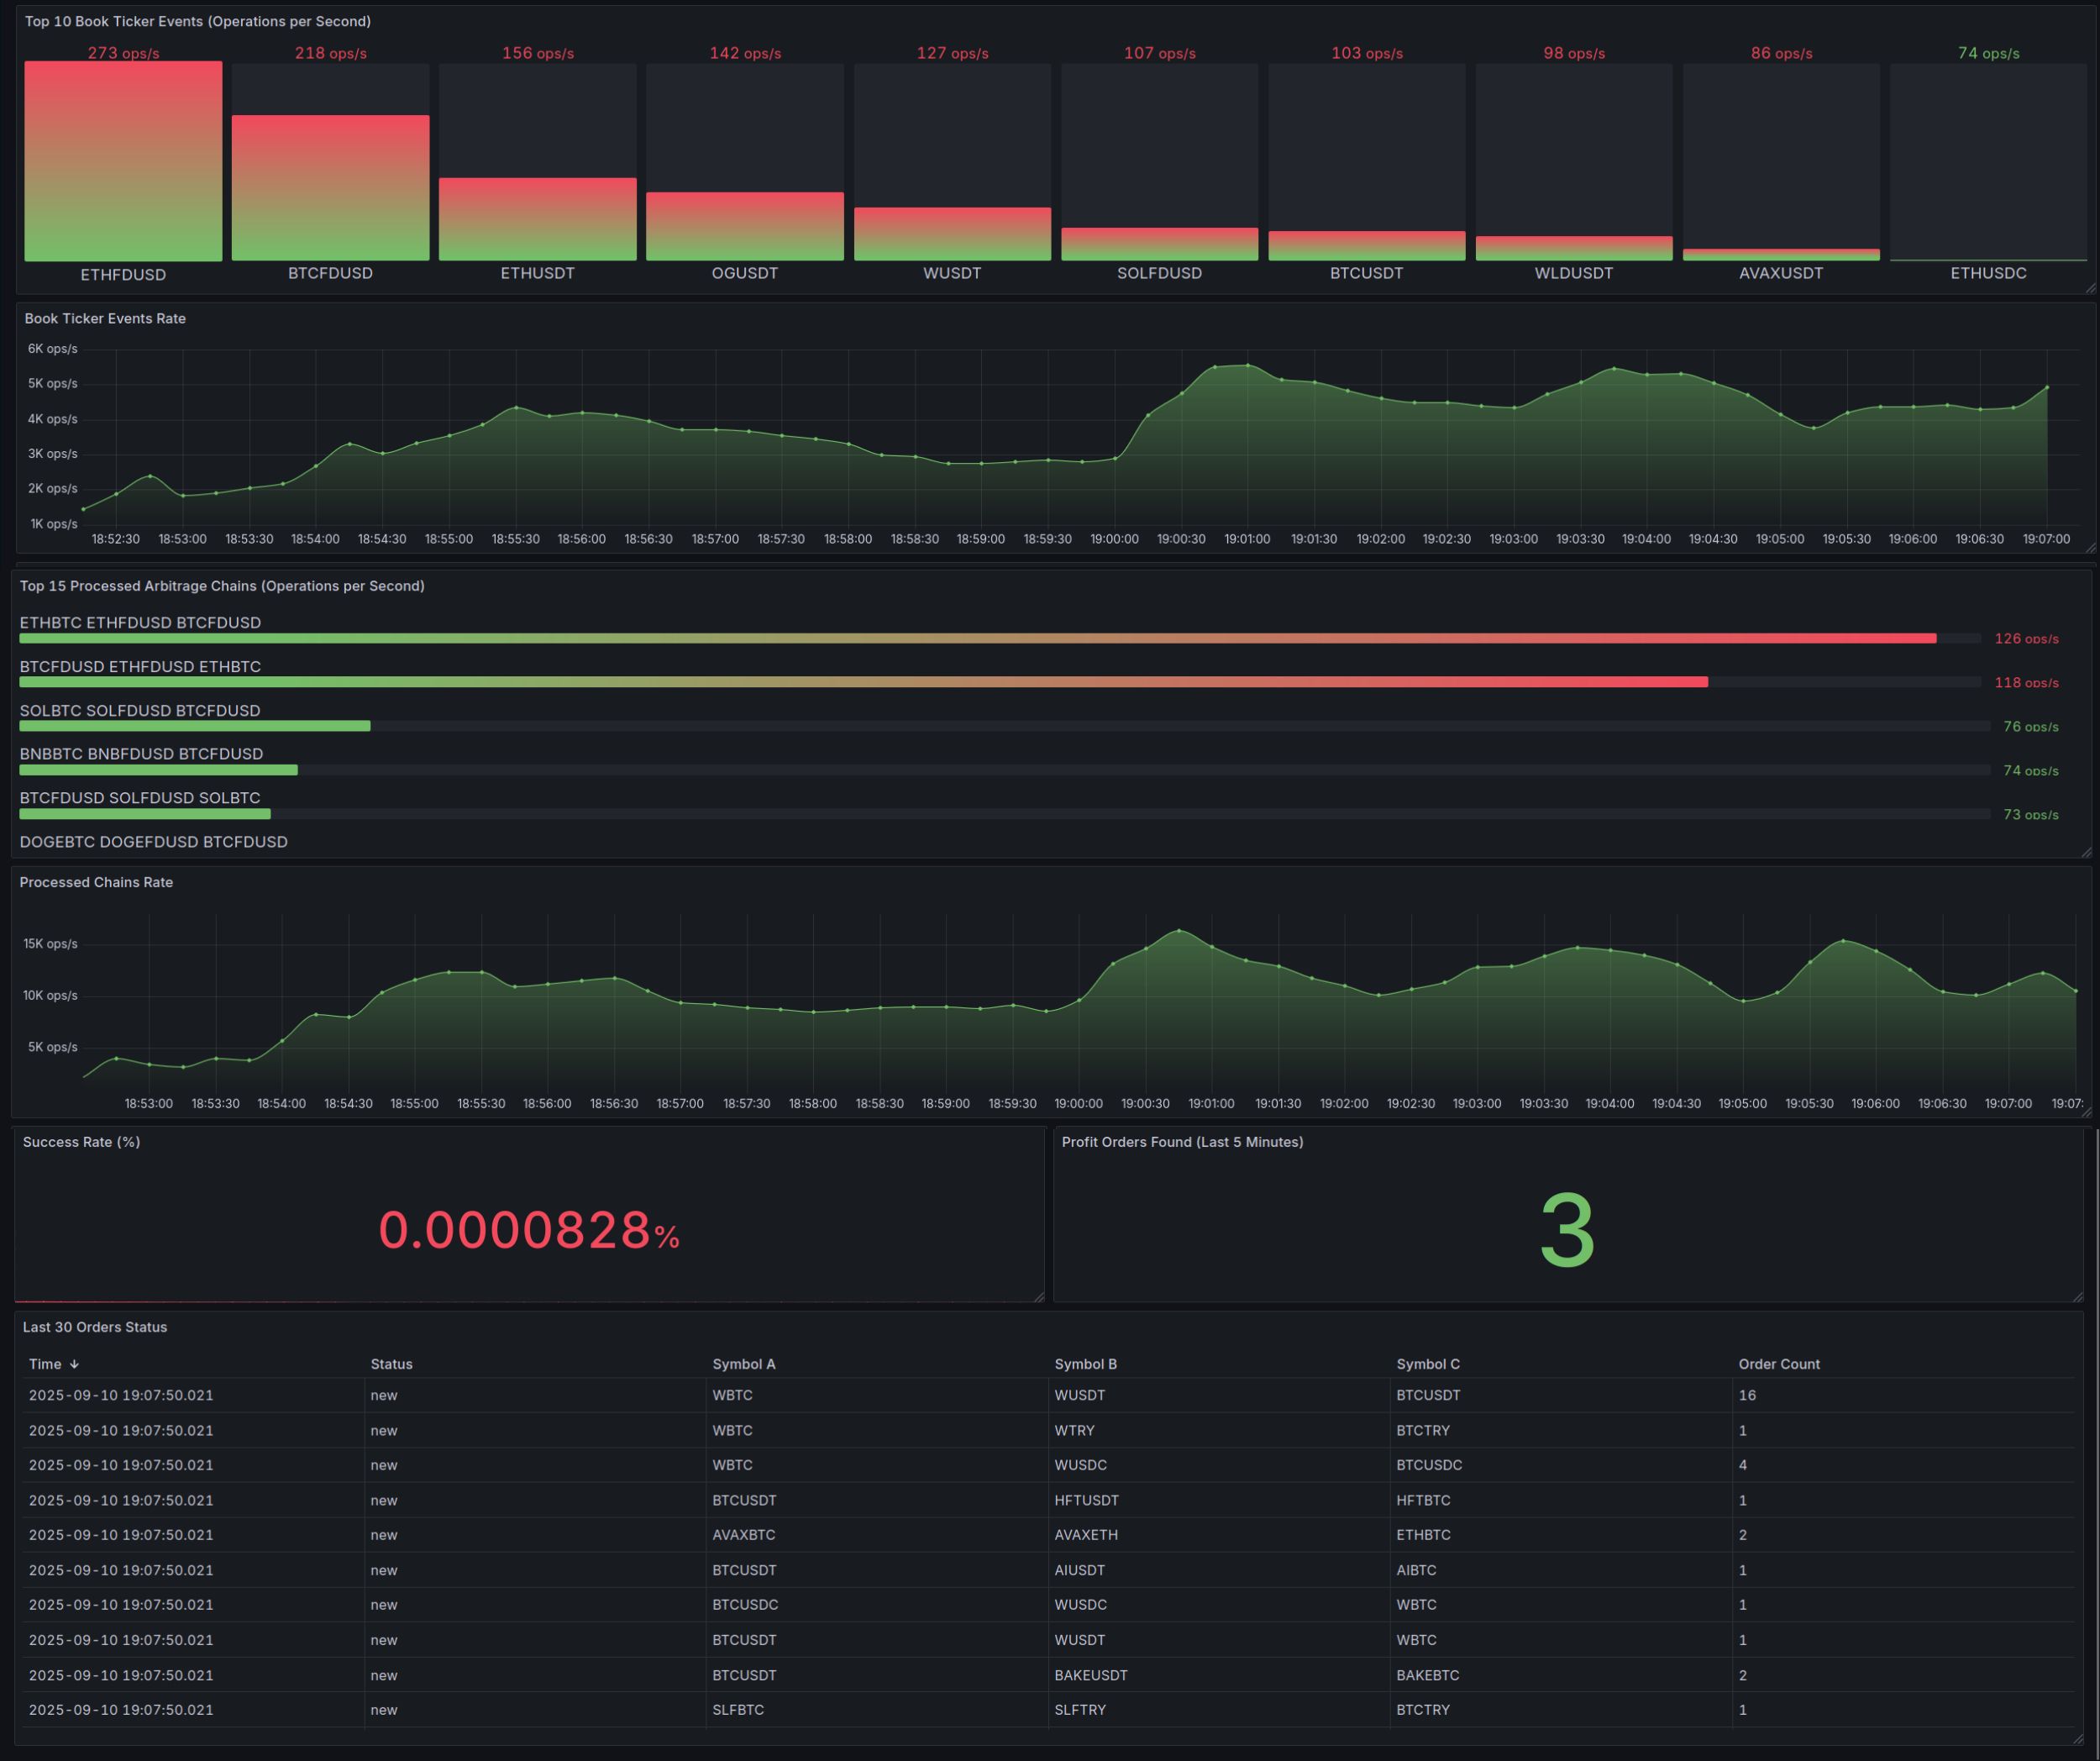 Top 10 Book Ticker Events (Operations per Second)
273 ops/s 218 ops/s 156 ops/s 142 ops/s 127 ops/s 107 ops/s 103 ops/s 98 ops/s 86 ops/s 74 ops/s
ETHFDUSD BTCFDUSD ETHUSDT OGUSDT WUSDT SOLFDUSD BTCUSDT WLDUSDT AVAXUSDT ETHUSDC
Book Ticker Events Rate
6K ops/s
5K ops/s
4K ops/s
3K ops/s
2K ops/s
1K ops/s
18:52:30 18:53:00 18:53:30 18:54:00 18:54:30 18:55:00 18:55:30 18:56:00 18:56:30 18:57:00 18:57:30 18:58:00 18:58:30 18:59:00 18:59:30 19:00:00 19:00:30 19:01:00 19:01:30 19:02:00 19:02:30 19:03:00 19:03:30 19:04:00 19:04:30 19:05:00 19:05:30 19:06:00 19:06:30 19:07:00
Top 15 Processed Arbitrage Chains (Operations per Second)
ETHBTC ETHFDUSD BTCFDUSD
126 ops/s
BTCFDUSD ETHFDUSD ETHBTC
118 ops/s
SOLBTC SOLFDUSD BTCFDUSD
76 ops/s
BNBBTC BNBFDUSD BTCFDUSD
74 ops/s
BTCFDUSD SOLFDUSD SOLBTC
73 ops/s
DOGEBTC DOGEFDUSD BTCFDUSD
Processed Chains Rate
15K ops/s
10K ops/s
5K ops/s
18:53:00 18:53:30 18:54:00 18:54:30 18:55:00 18:55:30 18:56:00 18:56:30 18:57:00 18:57:30 18:58:00 18:58:30 18:59:00 18:59:30 19:00:00 19:00:30 19:01:00 19:01:30 19:02:00 19:02:30 19:03:00 19:03:30 19:04:00 19:04:30 19:05:00 19:05:30 19:06:00 19:06:30 19:07:00 19:07:
Success Rate (%)
0.0000828%
Profit Orders Found (Last 5 Minutes)
3
Last 30 Orders Status
Time ↓ Status Symbol A Symbol B Symbol C Order Count
2025-09-10 19:07:50.021 new WBTC WUSDT BTCUSDT 16
2025-09-10 19:07:50.021 new WBTC WTRY BTCTRY 1
2025-09-10 19:07:50.021 new WBTC WUSDC BTCUSDC 4
2025-09-10 19:07:50.021 new BTCUSDT HFTUSDT HFTBTC 1
2025-09-10 19:07:50.021 new AVAXBTC AVAXETH ETHBTC 2
2025-09-10 19:07:50.021 new BTCUSDT AIUSDT AIBTC 1
2025-09-10 19:07:50.021 new BTCUSDC WUSDC WBTC 1
2025-09-10 19:07:50.021 new BTCUSDT WUSDT WBTC 1
2025-09-10 19:07:50.021 new BTCUSDT BAKEUSDT BAKEBTC 2
2025-09-10 19:07:50.021 new SLFBTC SLFTRY BTCTRY 1